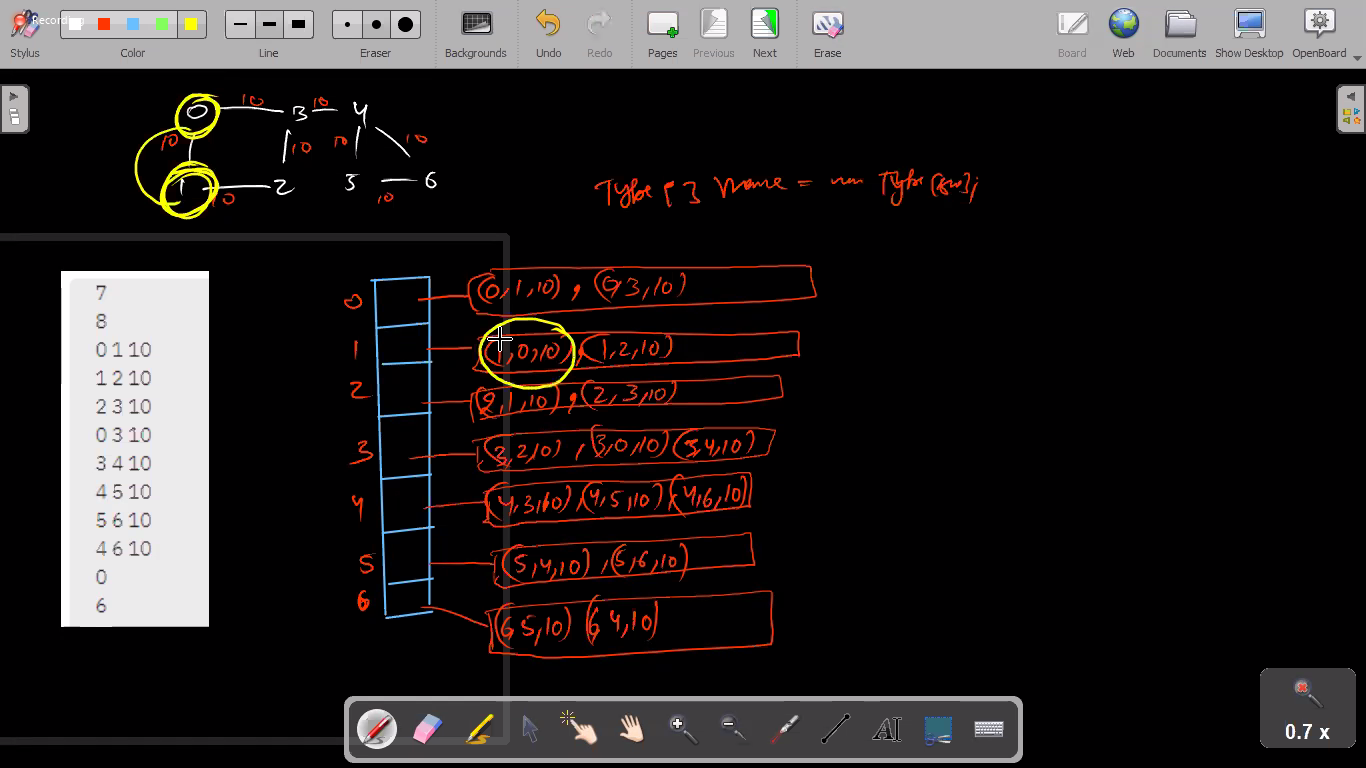 Recording
Stylus Color Line Eraser Backgrounds Undo Redo Pages Previous Next Erase Board Web Documents Show Desktop OpenBoard
0 10 3 10 4
10 10 10 10
1 10 2 5 10 6
Type [ ] name = new Type[size];
7
8
0 1 10
1 2 10
2 3 10
0 3 10
3 4 10
4 5 10
5 6 10
4 6 10
0
6
0 (0,1,10), (0,3,10)
1 (1,0,10), (1,2,10)
2 (2,1,10), (2,3,10)
3 (3,2,10), (3,0,10) (3,4,10)
4 (4,3,10), (4,5,10), (4,6,10)
5 (5,4,10), (5,6,10)
6 (6,5,10) (6,4,10)
0.7 x